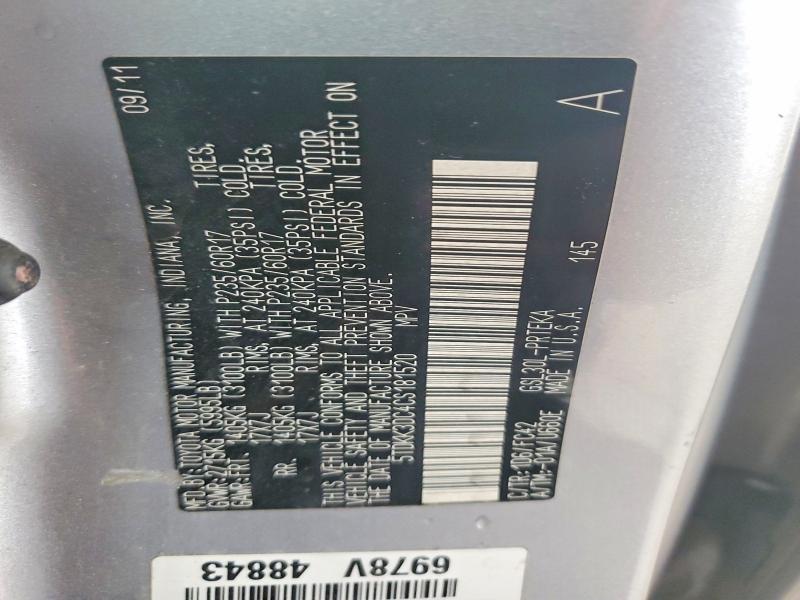 MFD.BY:TOYOTA MOTOR MANUFACTURING, INDIANA, INC. 09/11
GVWR:2715KG (5995LB)
GAWR:FRT. 1405KG (3100LB) WITH P235/60R17 TIRES.
17X7J RIMS, AT 240KPA (35PSI) COLD.
RR. 1405KG (3100LB) WITH P235/60R17 TIRES.
17X7J RIMS, AT 240KPA (35PSI) COLD.
THIS VEHICLE CONFORMS TO ALL APPLICABLE FEDERAL MOTOR
VEHICLE SAFETY AND THEFT PREVENTION STANDARDS IN EFFECT ON
THE DATE OF MANUFACTURE SHOWN ABOVE.
5TDKK3DC4CS181520 MPV
C/TR:1D6/FC42 GSL30L-PRTEKA
A/TM:-01A/U660E MADE IN U.S.A. 145
A
6978V 48843